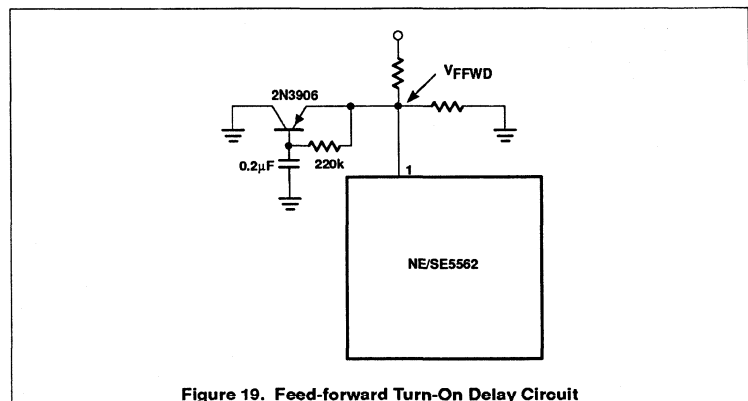 VFFWD
2N3906
0.2μF
220k
1
NE/SE5562
Figure 19. Feed-forward Turn-On Delay Circuit